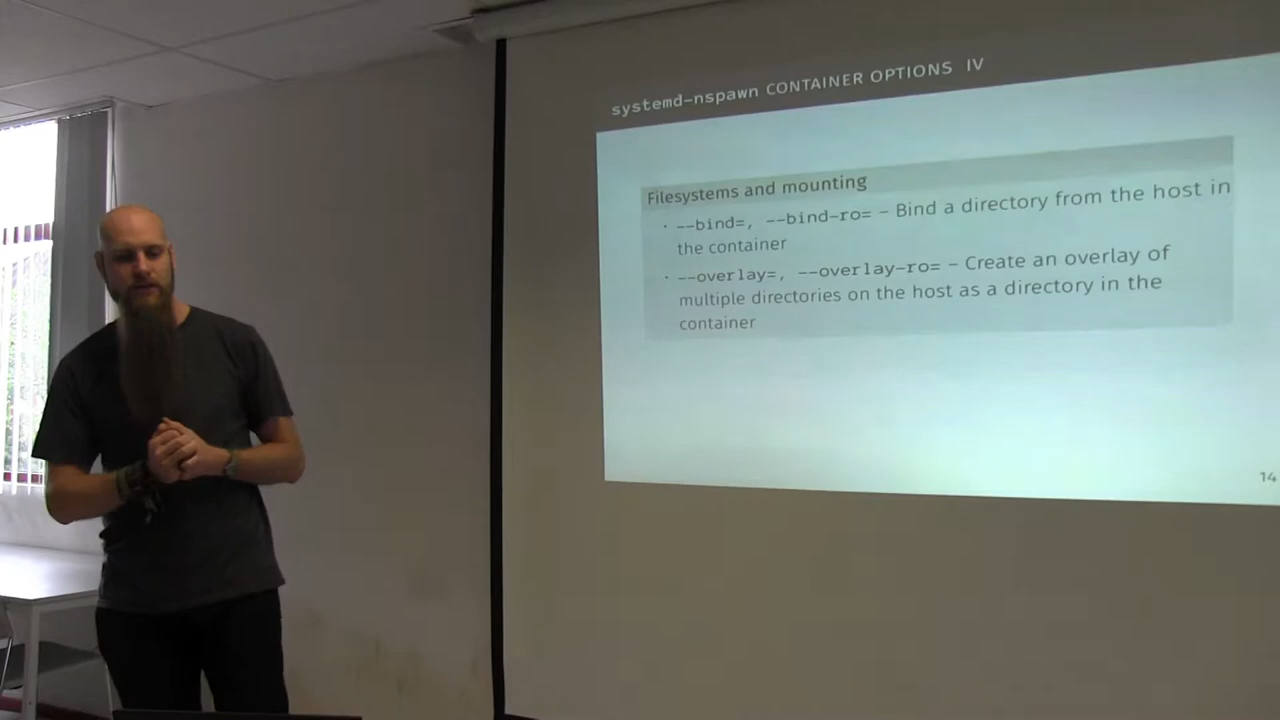 systemd-nspawn CONTAINER OPTIONS IV
Filesystems and mounting
· --bind=, --bind-ro= – Bind a directory from the host in
the container
· --overlay=, --overlay-ro= – Create an overlay of
multiple directories on the host as a directory in the
container
14